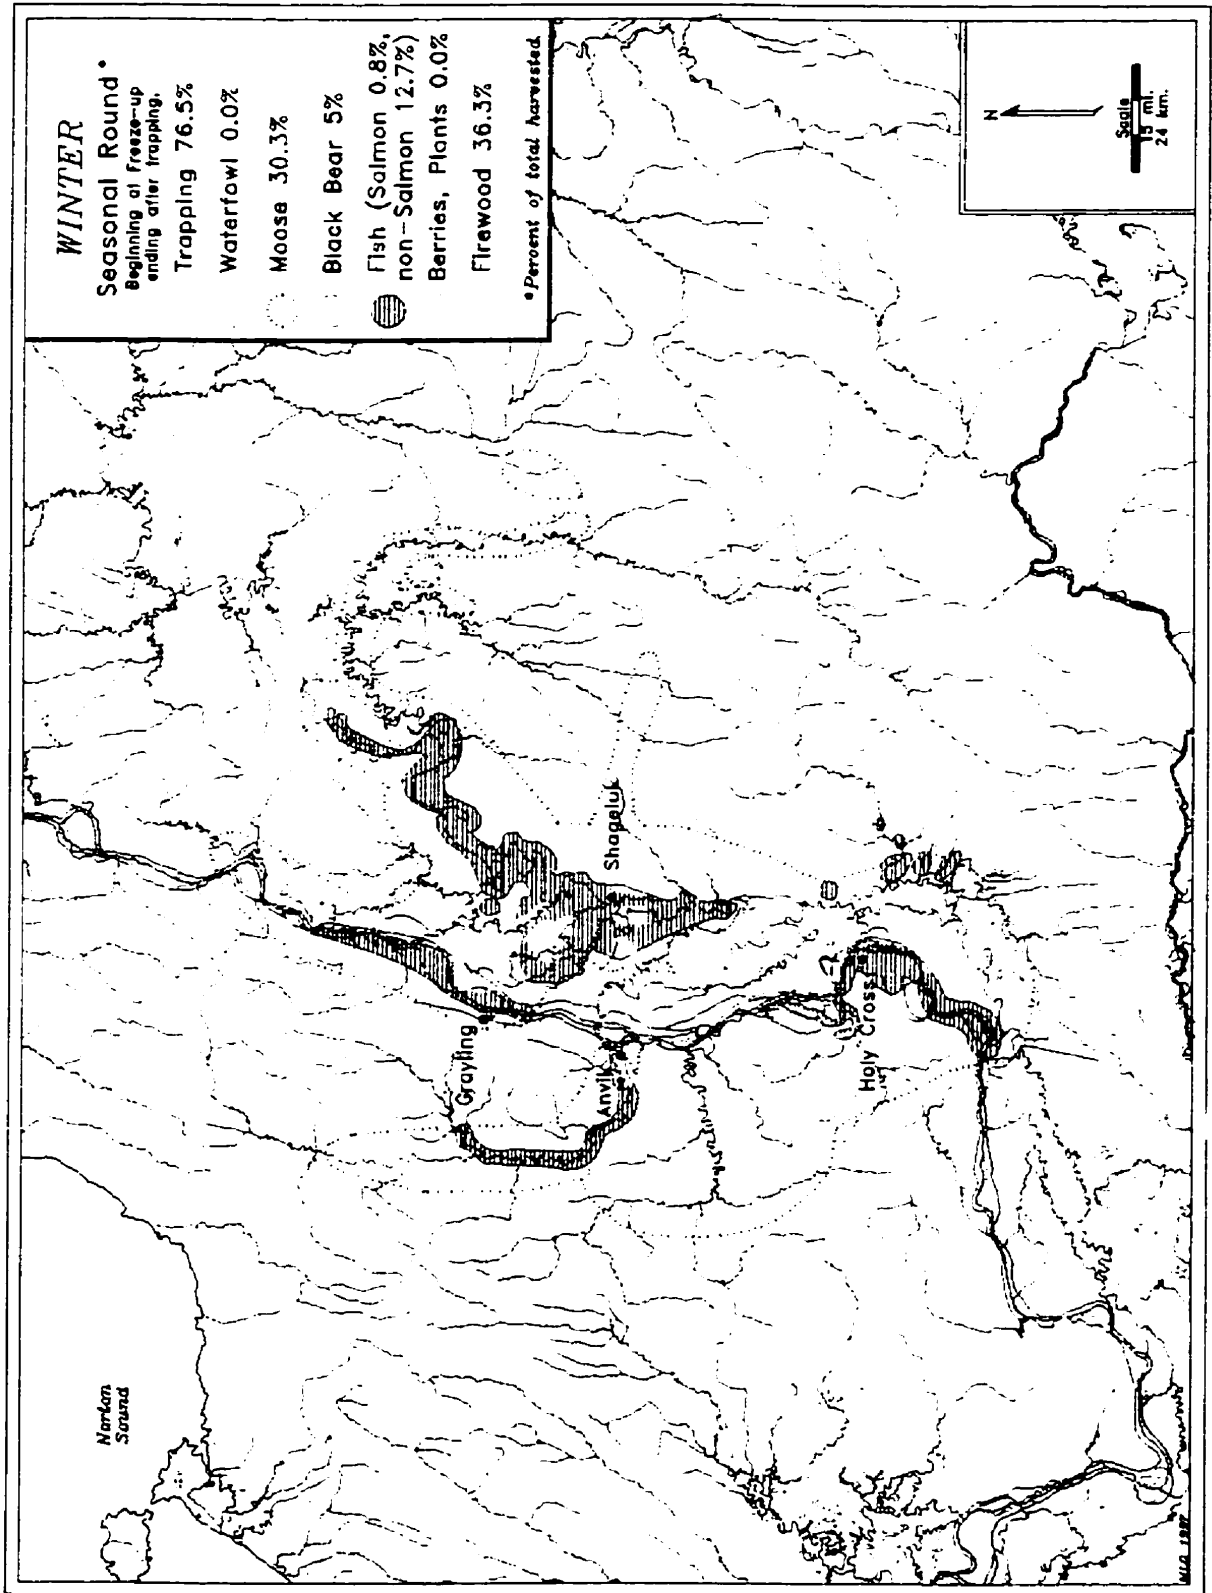 WINTER
Seasonal Round *
Beginning at Freeze-up
ending after trapping.
Trapping 76.5%
Waterfowl 0.0%
Moose 30.3%
Black Bear 5%
Fish (Salmon 0.8%,
non-Salmon 12.7%)
Berries, Plants 0.0%
Firewood 36.3%
*Percent of total harvested
N
Scale
15 mi.
24 km.
Norton
Sound
Grayling
Anvik
Shageluk
Holy Cross
1987